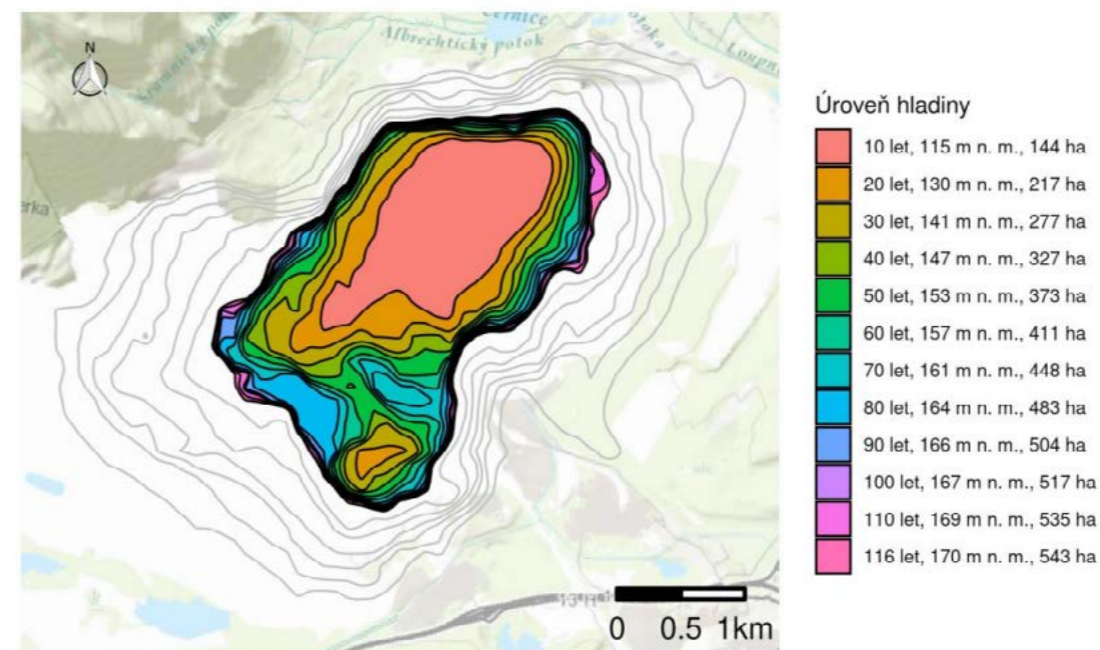 Černice
Albrechtický potok
N
Úroveň hladiny
10 let, 115 m n. m., 144 ha
20 let, 130 m n. m., 217 ha
30 let, 141 m n. m., 277 ha
40 let, 147 m n. m., 327 ha
50 let, 153 m n. m., 373 ha
60 let, 157 m n. m., 411 ha
70 let, 161 m n. m., 448 ha
80 let, 164 m n. m., 483 ha
90 let, 166 m n. m., 504 ha
100 let, 167 m n. m., 517 ha
110 let, 169 m n. m., 535 ha
116 let, 170 m n. m., 543 ha
erka
0 0.5 1km